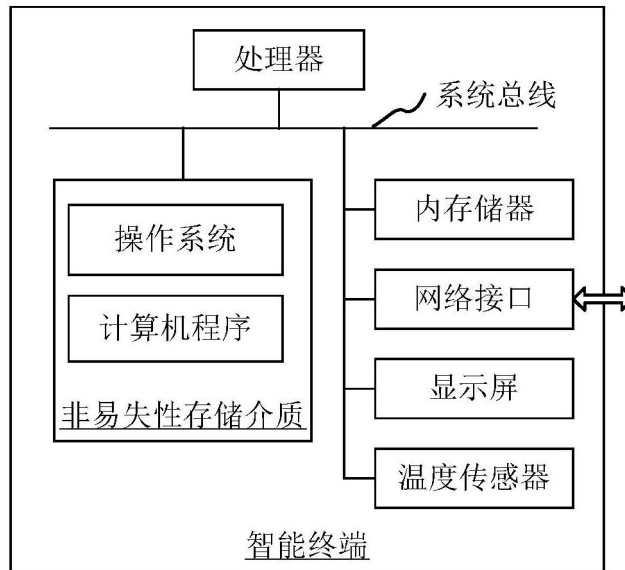 处理器
系统总线
操作系统
计算机程序
非易失性存储介质
内存储器
网络接口
显示屏
温度传感器
智能终端